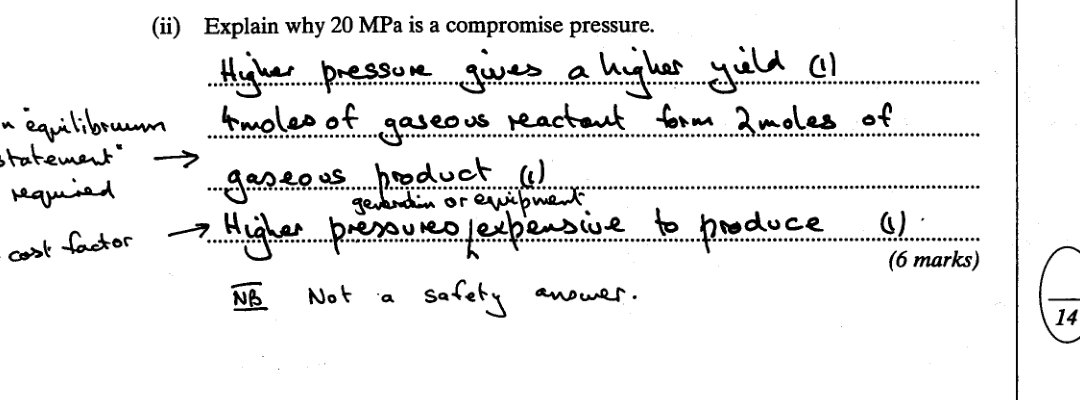 (ii) Explain why 20 MPa is a compromise pressure.
Higher pressure gives a higher yield (1)
n "equilibruum
statement"
required
4moles of gaseous reactant form 2moles of
gaseous product (1)
generation or equipment
cost factor
Higher pressures expensive to produce (1)
(6 marks)
NB Not a safety answer.
14